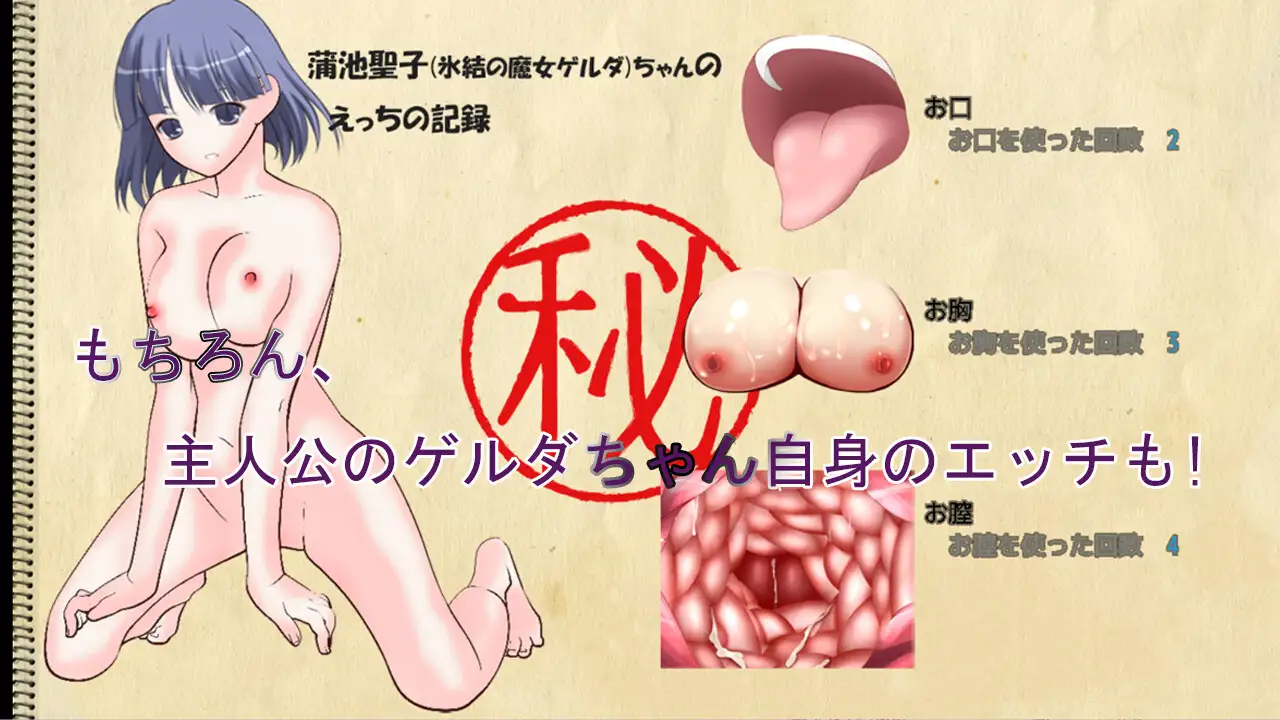 蒲池聖子(氷結の魔女ゲルダ)ちゃんの
えっちの記録
お口
お口を使った回数 2
秘
お胸
お胸を使った回数 3
もちろん、
主人公のゲルダちゃん自身のエッチも!
お膣
お膣を使った回数 4